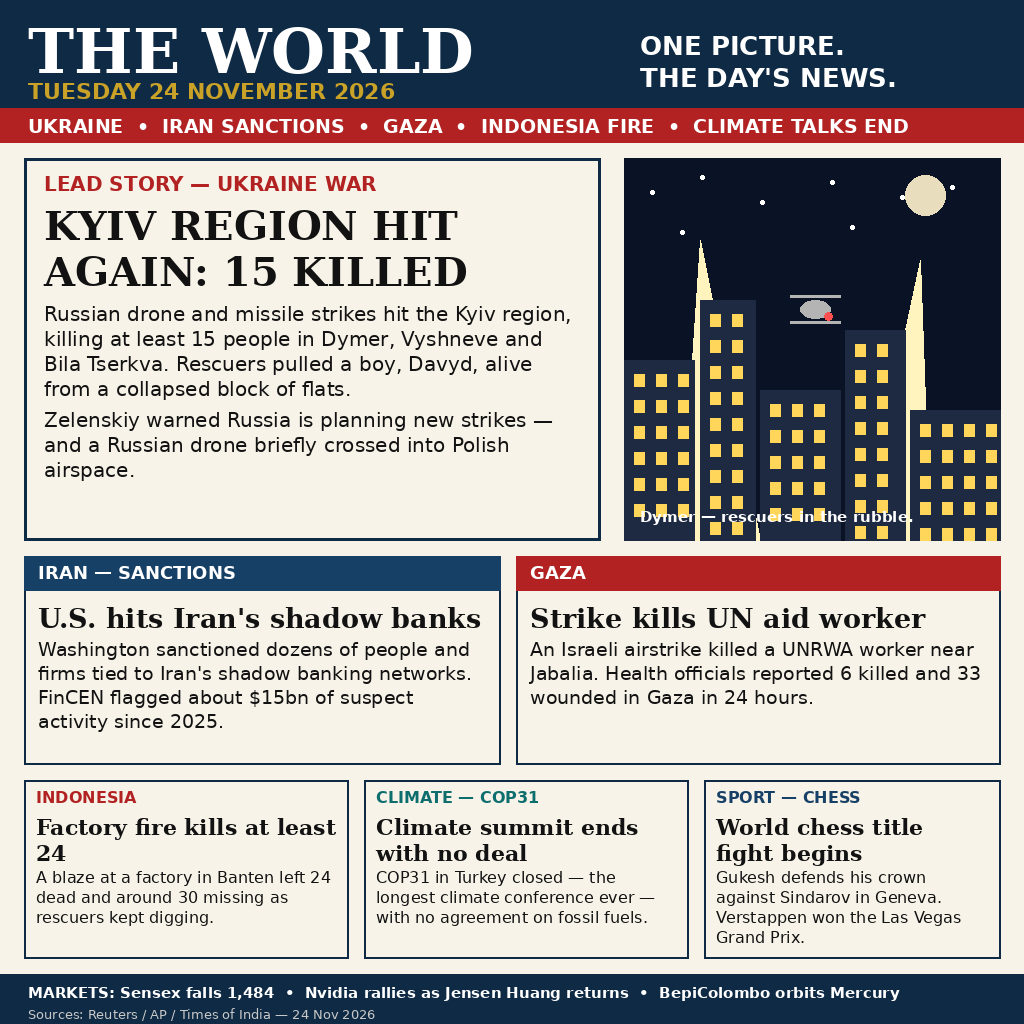 THE WORLD
TUESDAY 24 NOVEMBER 2026
ONE PICTURE.
THE DAY'S NEWS.
UKRAINE • IRAN SANCTIONS • GAZA • INDONESIA FIRE • CLIMATE TALKS END
LEAD STORY — UKRAINE WAR
KYIV REGION HIT
AGAIN: 15 KILLED
Russian drone and missile strikes hit the Kyiv region,
killing at least 15 people in Dymer, Vyshneve and
Bila Tserkva. Rescuers pulled a boy, Davyd, alive
from a collapsed block of flats.
Zelenskiy warned Russia is planning new strikes —
and a Russian drone briefly crossed into Polish
airspace.
Dymer — rescuers in the rubble.
IRAN — SANCTIONS
U.S. hits Iran's shadow banks
Washington sanctioned dozens of people and
firms tied to Iran's shadow banking networks.
FinCEN flagged about $15bn of suspect
activity since 2025.
GAZA
Strike kills UN aid worker
An Israeli airstrike killed a UNRWA worker near
Jabalia. Health officials reported 6 killed and 33
wounded in Gaza in 24 hours.
INDONESIA
Factory fire kills at least
24
A blaze at a factory in Banten left 24
dead and around 30 missing as
rescuers kept digging.
CLIMATE — COP31
Climate summit ends
with no deal
COP31 in Turkey closed — the
longest climate conference ever —
with no agreement on fossil fuels.
SPORT — CHESS
World chess title
fight begins
Gukesh defends his crown
against Sindarov in Geneva.
Verstappen won the Las Vegas
Grand Prix.
MARKETS: Sensex falls 1,484 • Nvidia rallies as Jensen Huang returns • BepiColombo orbits Mercury
Sources: Reuters / AP / Times of India — 24 Nov 2026